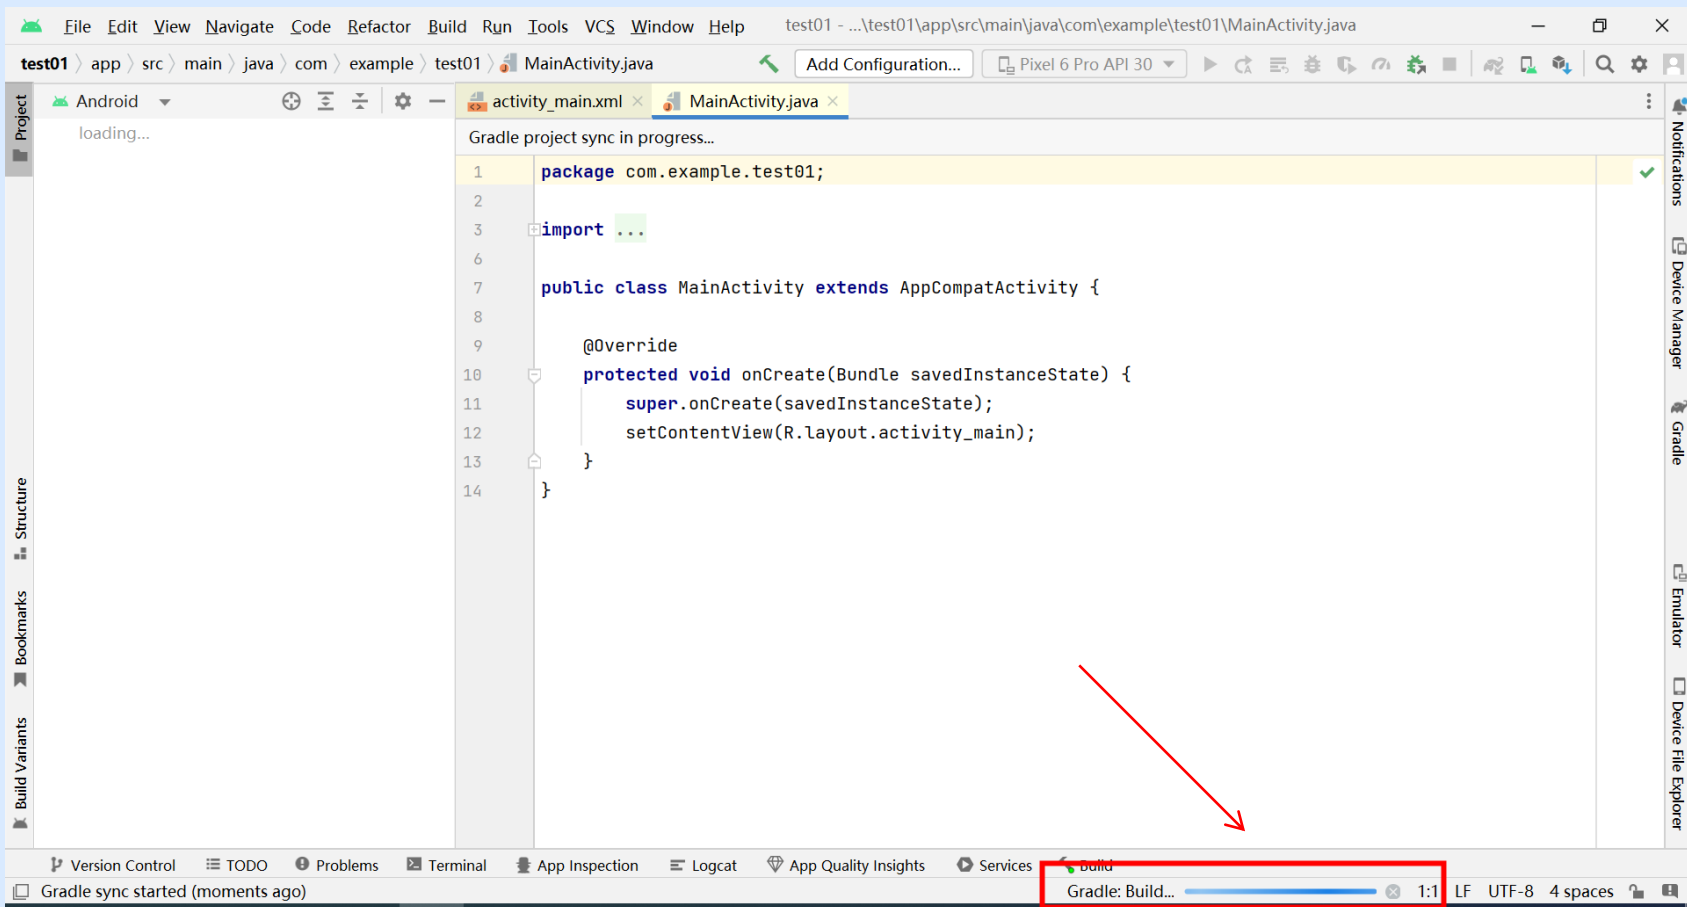 File Edit View Navigate Code Refactor Build Run Tools VCS Window Help test01 - ...\test01\app\src\main\java\com\example\test01\MainActivity.java
test01 app src main java com example test01 MainActivity.java Add Configuration... Pixel 6 Pro API 30
Project
Android
activity_main.xml MainActivity.java
loading...
Gradle project sync in progress...
1 package com.example.test01;
2
3 import ...
6
7 public class MainActivity extends AppCompatActivity {
8
9 @Override
10 protected void onCreate(Bundle savedInstanceState) {
11 super.onCreate(savedInstanceState);
12 setContentView(R.layout.activity_main);
13 }
14 }
Structure
Bookmarks
Build Variants
Notifications
Device Manager
Gradle
Emulator
Device File Explorer
Version Control TODO Problems Terminal App Inspection Logcat App Quality Insights Services Build
Gradle sync started (moments ago) Gradle: Build... 1:1 LF UTF-8 4 spaces